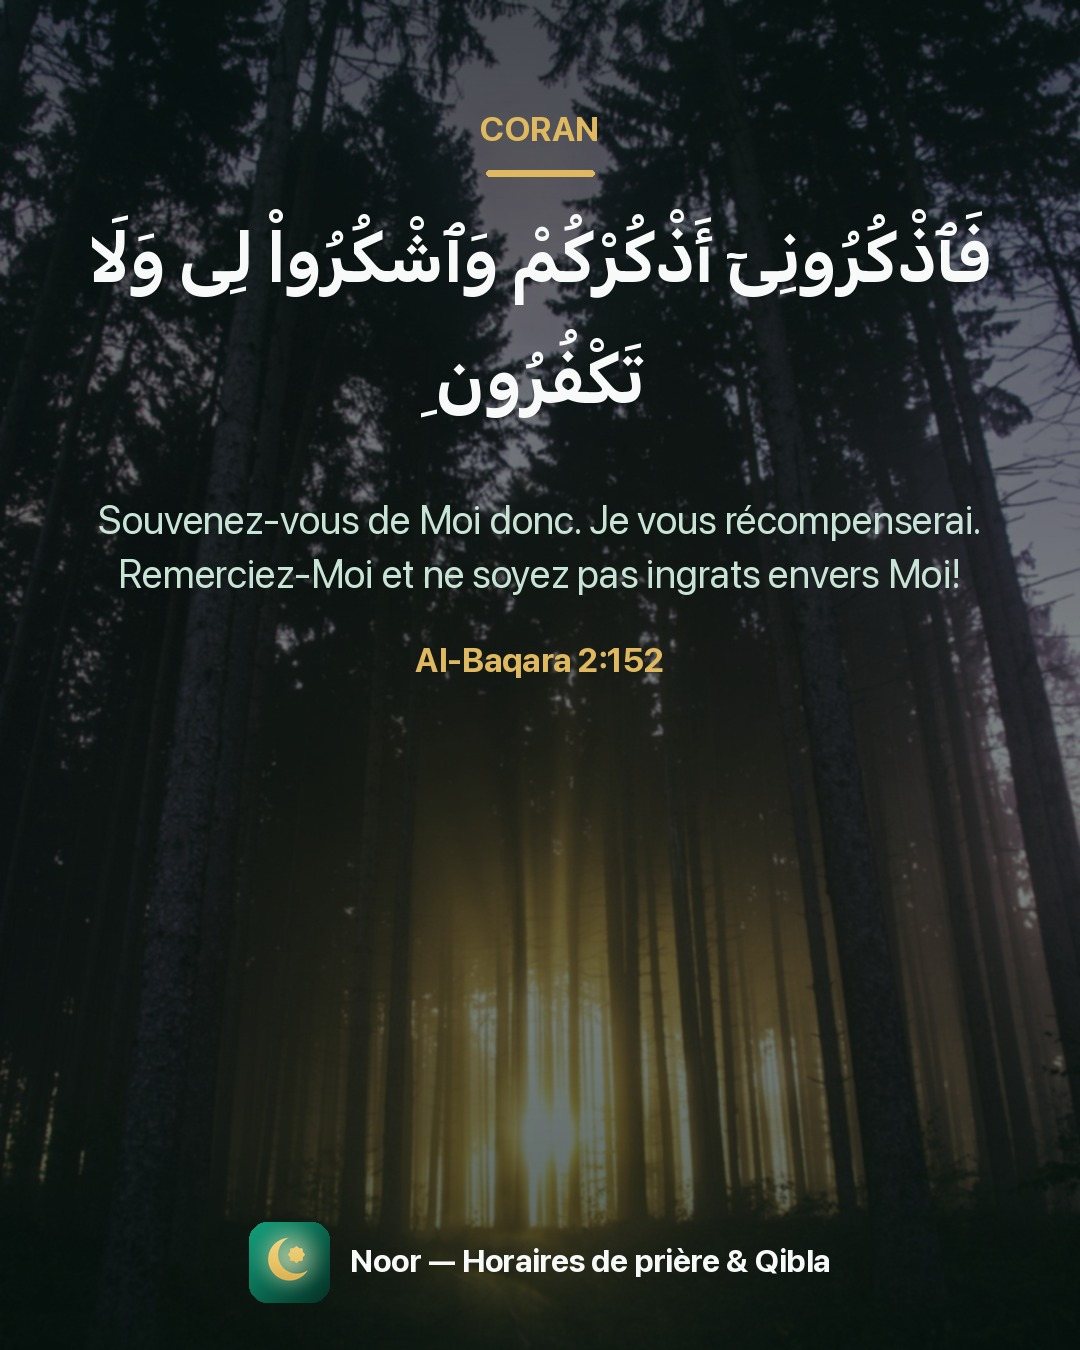 CORAN
فَٱذْكُرُونِىٓ أَذْكُرْكُمْ وَٱشْكُرُوا۟ لِى وَلَا
تَكْفُرُونِ
Souvenez-vous de Moi donc. Je vous récompenserai.
Remerciez-Moi et ne soyez pas ingrats envers Moi!
Al-Baqara 2:152
Noor — Horaires de prière & Qibla